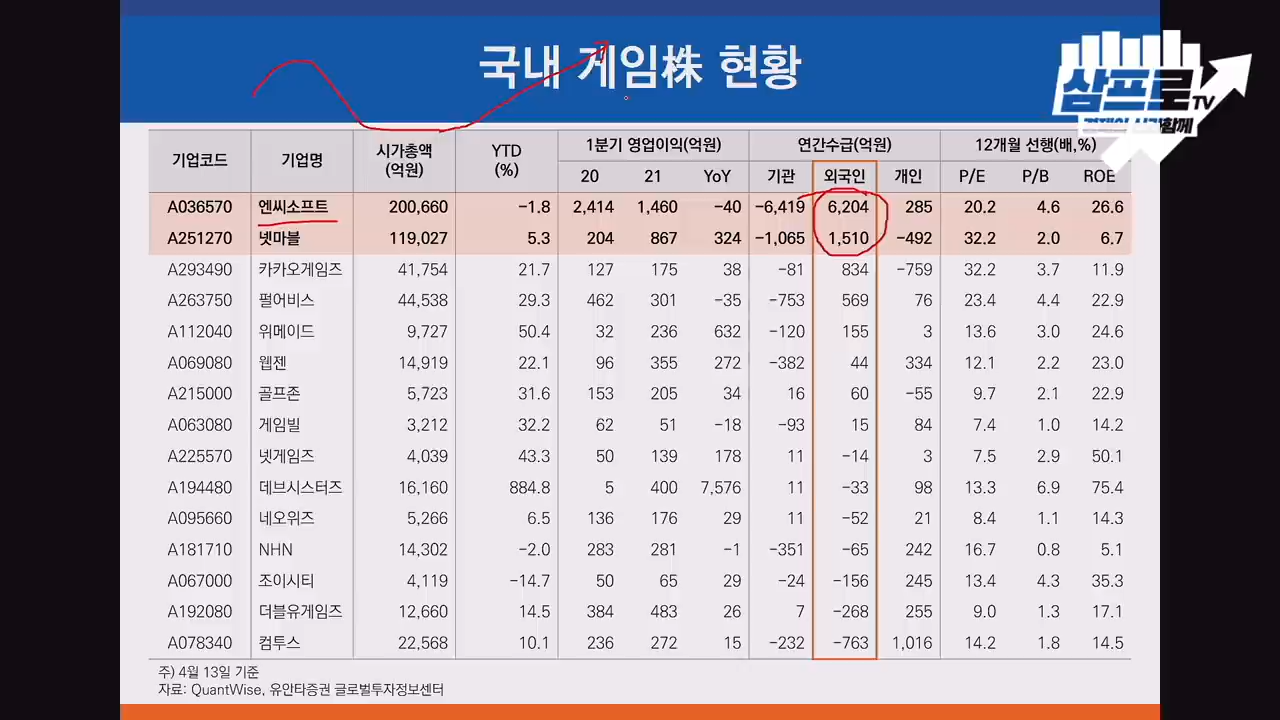 국내 게임株 현황
삼프로TV
경제의 신과함께
기업코드 기업명 시가총액(억원) YTD(%) 1분기 영업이익(억원) 연간수급(억원) 12개월 선행(배,%)
20 21 YoY 기관 외국인 개인 P/E P/B ROE
A036570 엔씨소프트 200,660 -1.8 2,414 1,460 -40 -6,419 6,204 285 20.2 4.6 26.6
A251270 넷마블 119,027 5.3 204 867 324 -1,065 1,510 -492 32.2 2.0 6.7
A293490 카카오게임즈 41,754 21.7 127 175 38 -81 834 -759 32.2 3.7 11.9
A263750 펄어비스 44,538 29.3 462 301 -35 -753 569 76 23.4 4.4 22.9
A112040 위메이드 9,727 50.4 32 236 632 -120 155 3 13.6 3.0 24.6
A069080 웹젠 14,919 22.1 96 355 272 -382 44 334 12.1 2.2 23.0
A215000 골프존 5,723 31.6 153 205 34 16 60 -55 9.7 2.1 22.9
A063080 게임빌 3,212 32.2 62 51 -18 -93 15 84 7.4 1.0 14.2
A225570 넷게임즈 4,039 43.3 50 139 178 11 -14 3 7.5 2.9 50.1
A194480 데브시스터즈 16,160 884.8 5 400 7,576 11 -33 98 13.3 6.9 75.4
A095660 네오위즈 5,266 6.5 136 176 29 11 -52 21 8.4 1.1 14.3
A181710 NHN 14,302 -2.0 283 281 -1 -351 -65 242 16.7 0.8 5.1
A067000 조이시티 4,119 -14.7 50 65 29 -24 -156 245 13.4 4.3 35.3
A192080 더블유게임즈 12,660 14.5 384 483 26 7 -268 255 9.0 1.3 17.1
A078340 컴투스 22,568 10.1 236 272 15 -232 -763 1,016 14.2 1.8 14.5
주) 4월 13일 기준
자료: QuantWise, 유안타증권 글로벌투자정보센터